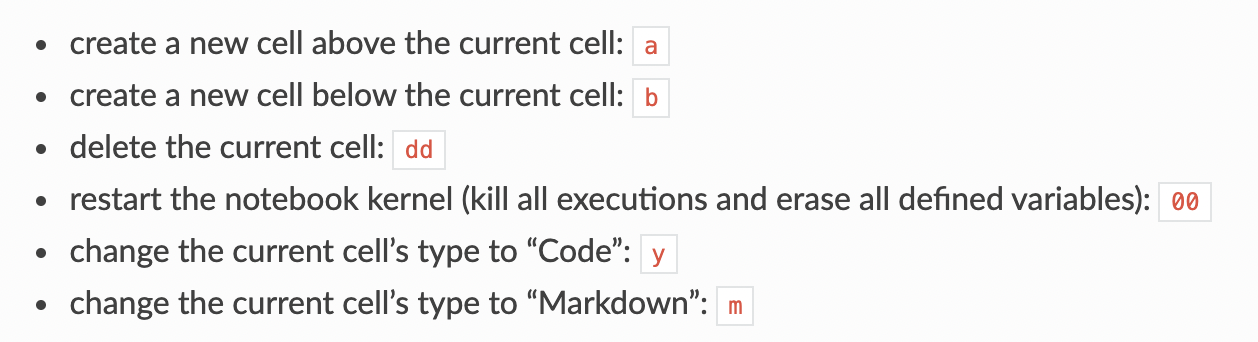 • create a new cell above the current cell: a
• create a new cell below the current cell: b
• delete the current cell: dd
• restart the notebook kernel (kill all executions and erase all defined variables): 00
• change the current cell’s type to “Code”: y
• change the current cell’s type to “Markdown”: m